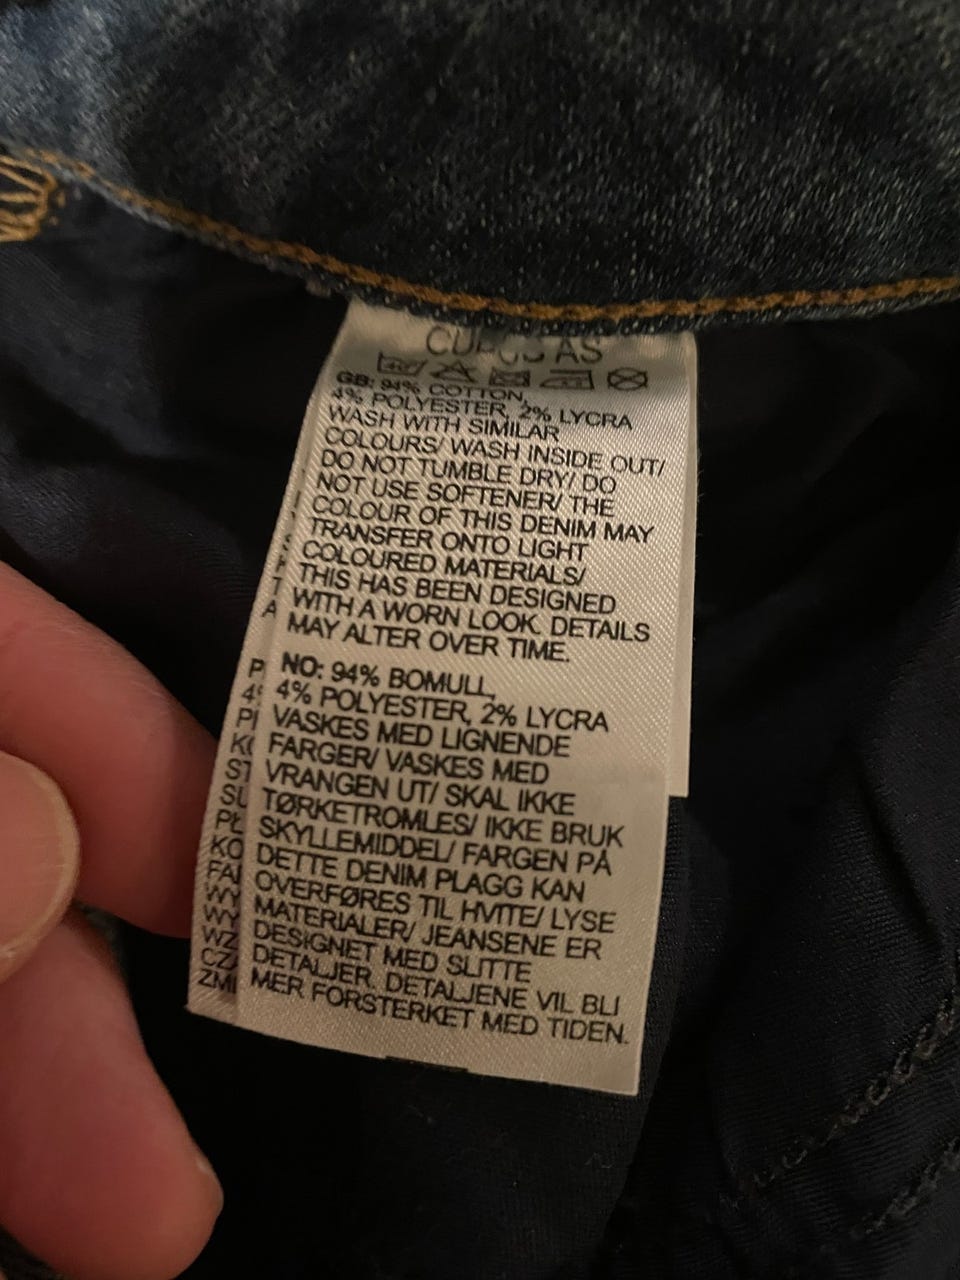 AS
40
GB: 94% COTTON,
4% POLYESTER, 2% LYCRA
WASH WITH SIMILAR
COLOURS/ WASH INSIDE OUT/
DO NOT TUMBLE DRY/ DO
NOT USE SOFTENER/ THE
COLOUR OF THIS DENIM MAY
TRANSFER ONTO LIGHT
COLOURED MATERIALS/
THIS HAS BEEN DESIGNED
WITH A WORN LOOK. DETAILS
MAY ALTER OVER TIME.
NO: 94% BOMULL,
4% POLYESTER, 2% LYCRA
VASKES MED LIGNENDE
FARGER/ VASKES MED
VRANGEN UT/ SKAL IKKE
TØRKETROMLES/ IKKE BRUK
SKYLLEMIDDEL/ FARGEN PÅ
DETTE DENIM PLAGG KAN
OVERFØRES TIL HVITE/ LYSE
MATERIALER/ JEANSENE ER
DESIGNET MED SLITTE
DETALJER. DETALJENE VIL BLI
MER FORSTERKET MED TIDEN.